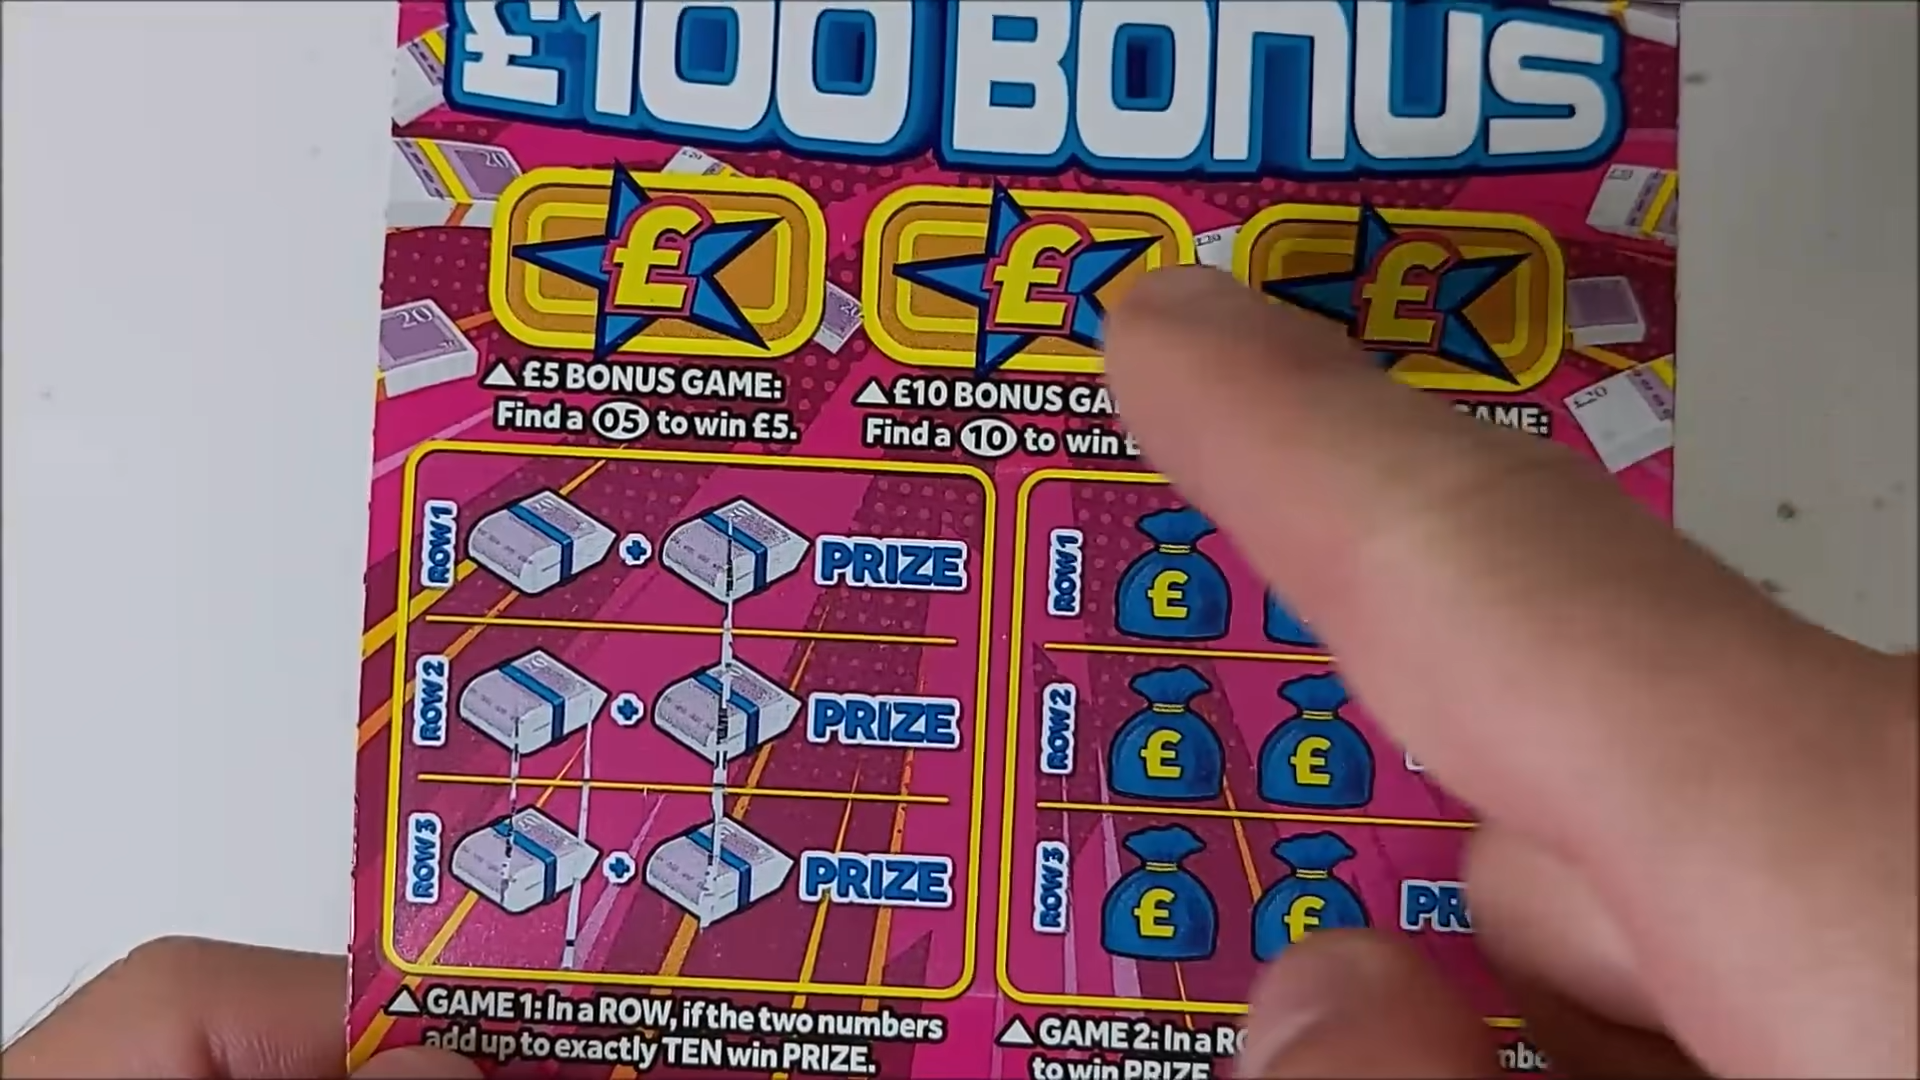 £100 BONUS
£5 BONUS GAME:
Find a 05 to win £5.
£10 BONUS
Find a 10 to win
GAME:
ROW 1 + PRIZE
ROW 2 + PRIZE
ROW 3 + PRIZE
ROW 1 £
ROW 2 £ £
ROW 3 £ £
GAME 1: In a ROW, if the two numbers
add up to exactly TEN win PRIZE.
GAME 2: In a
to win PRIZE